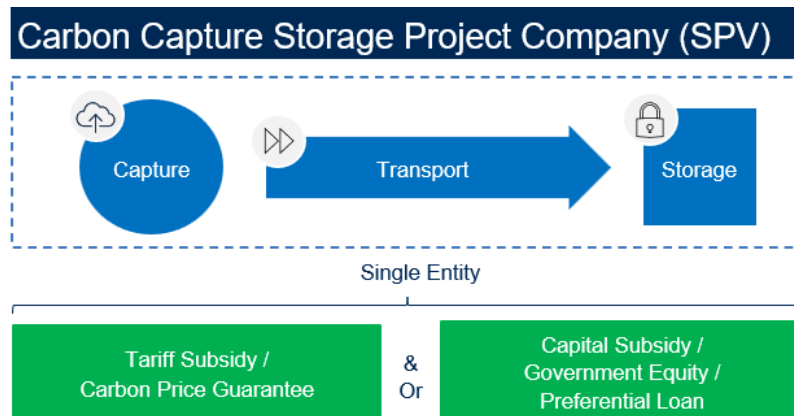 Carbon Capture Storage Project Company (SPV)
Capture
Transport
Storage
Single Entity
Tariff Subsidy /
Carbon Price Guarantee
&
Or
Capital Subsidy /
Government Equity /
Preferential Loan